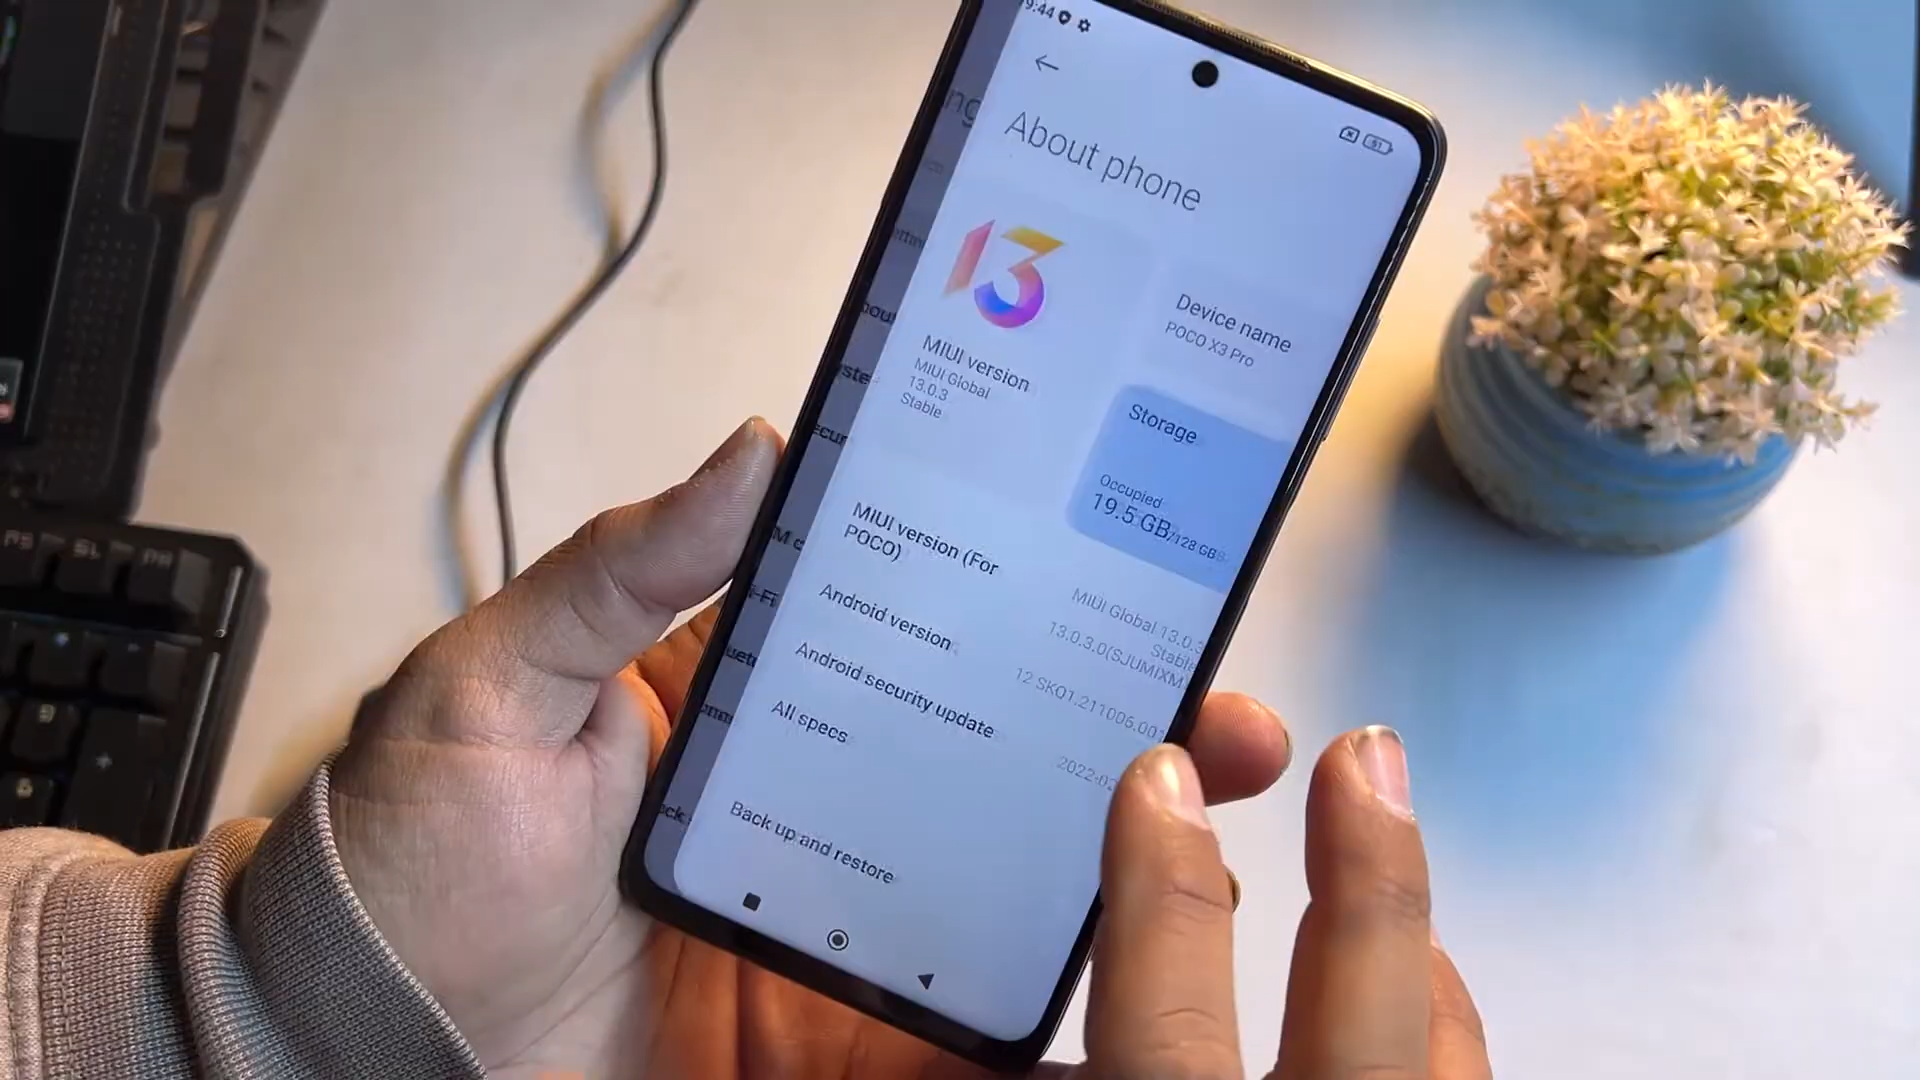 9:44
About phone
13
Device name
POCO X3 Pro
MIUI version
MIUI Global
13.0.3
Stable
Storage
Occupied
19.5 GB/128 GB
MIUI version (For
POCO)
MIUI Global 13.0.3
Stable
13.0.3.0(SJUMIXM
Android version
12 SKQ1.211006.001
Android security update
2022-02
All specs
Back up and restore